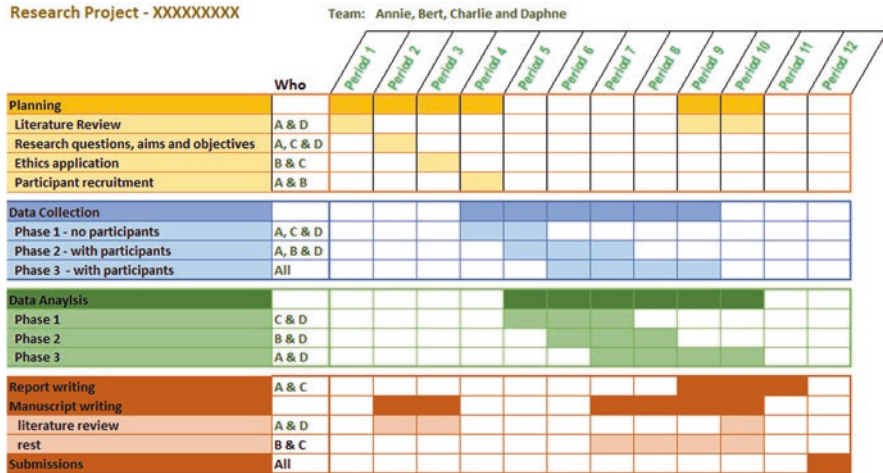 Research Project - XXXXXXXXX Team: Annie, Bert, Charlie and Daphne
Who Period 1 Period 2 Period 3 Period 4 Period 5 Period 6 Period 7 Period 8 Period 9 Period 10 Period 11 Period 12
Planning
Literature Review A & D
Research questions, aims and objectives A, C & D
Ethics application B & C
Participant recruitment A & B
Data Collection
Phase 1 - no participants A, C & D
Phase 2 - with participants A, B & D
Phase 3 - with participants All
Data Anaylsis
Phase 1 C & D
Phase 2 B & D
Phase 3 A & D
Report writing A & C
Manuscript writing
literature review A & D
rest B & C
Submissions All